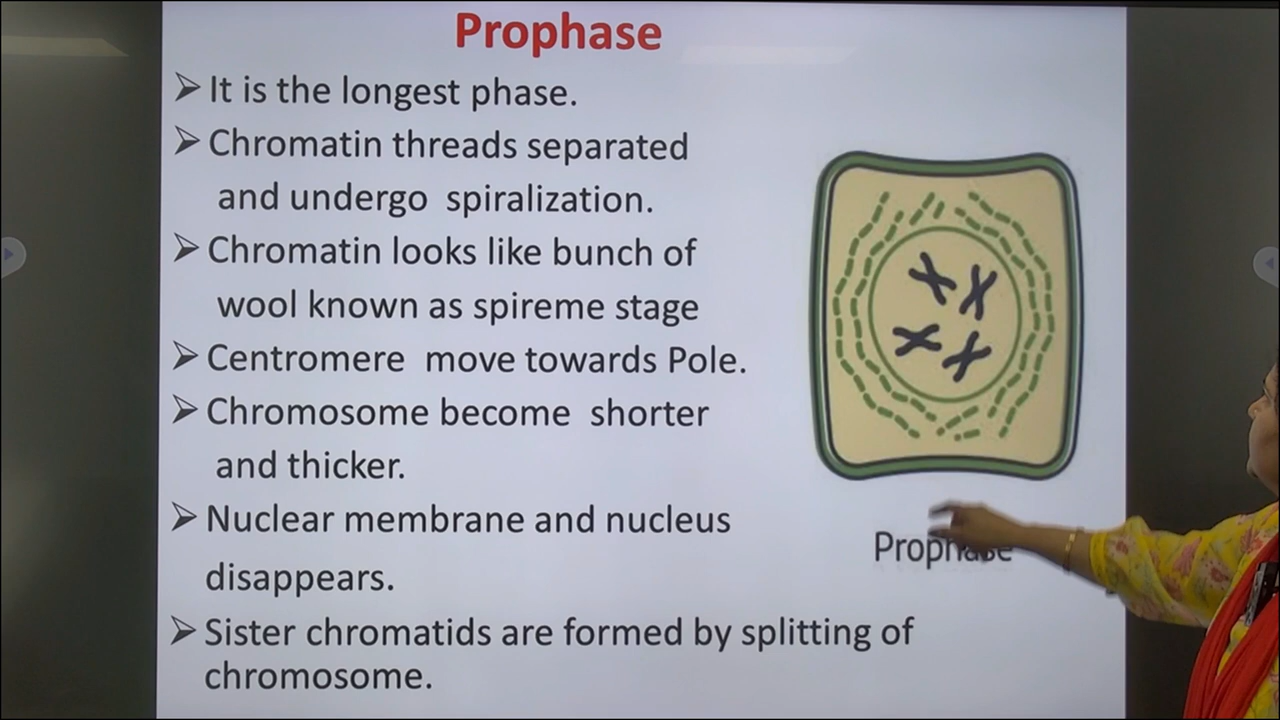 Prophase
➢ It is the longest phase.
➢ Chromatin threads separated
and undergo spiralization.
➢ Chromatin looks like bunch of
wool known as spireme stage
➢ Centromere move towards Pole.
➢ Chromosome become shorter
and thicker.
➢ Nuclear membrane and nucleus
disappears.
Prophase
➢ Sister chromatids are formed by splitting of
chromosome.